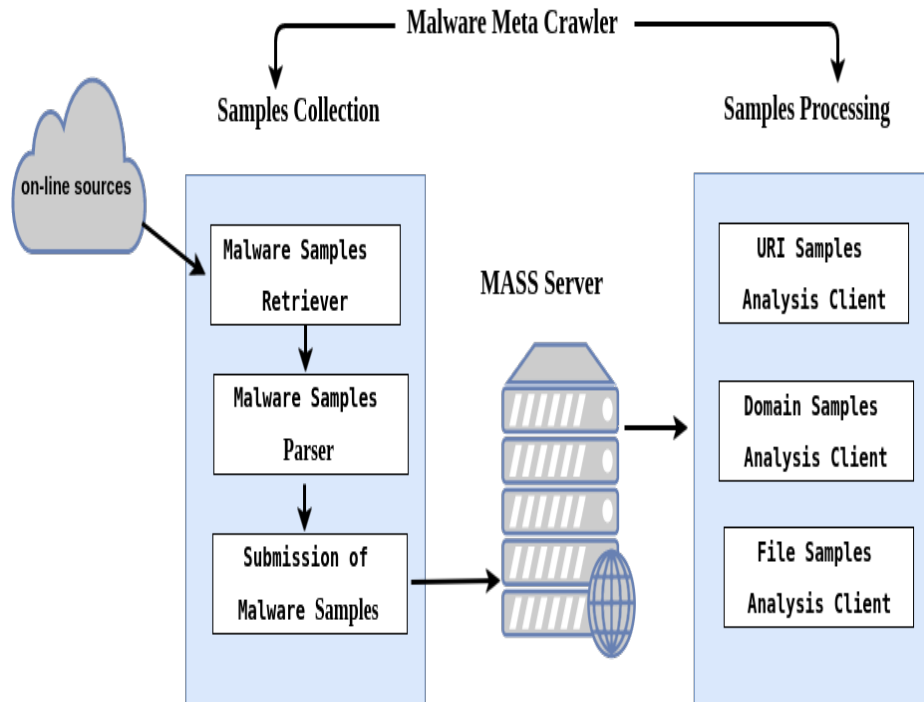 Malware Meta Crawler
Samples Collection
Samples Processing
on-line sources
Malware Samples
Retriever
Malware Samples
Parser
Submission of
Malware Samples
MASS Server
URI Samples
Analysis Client
Domain Samples
Analysis Client
File Samples
Analysis Client